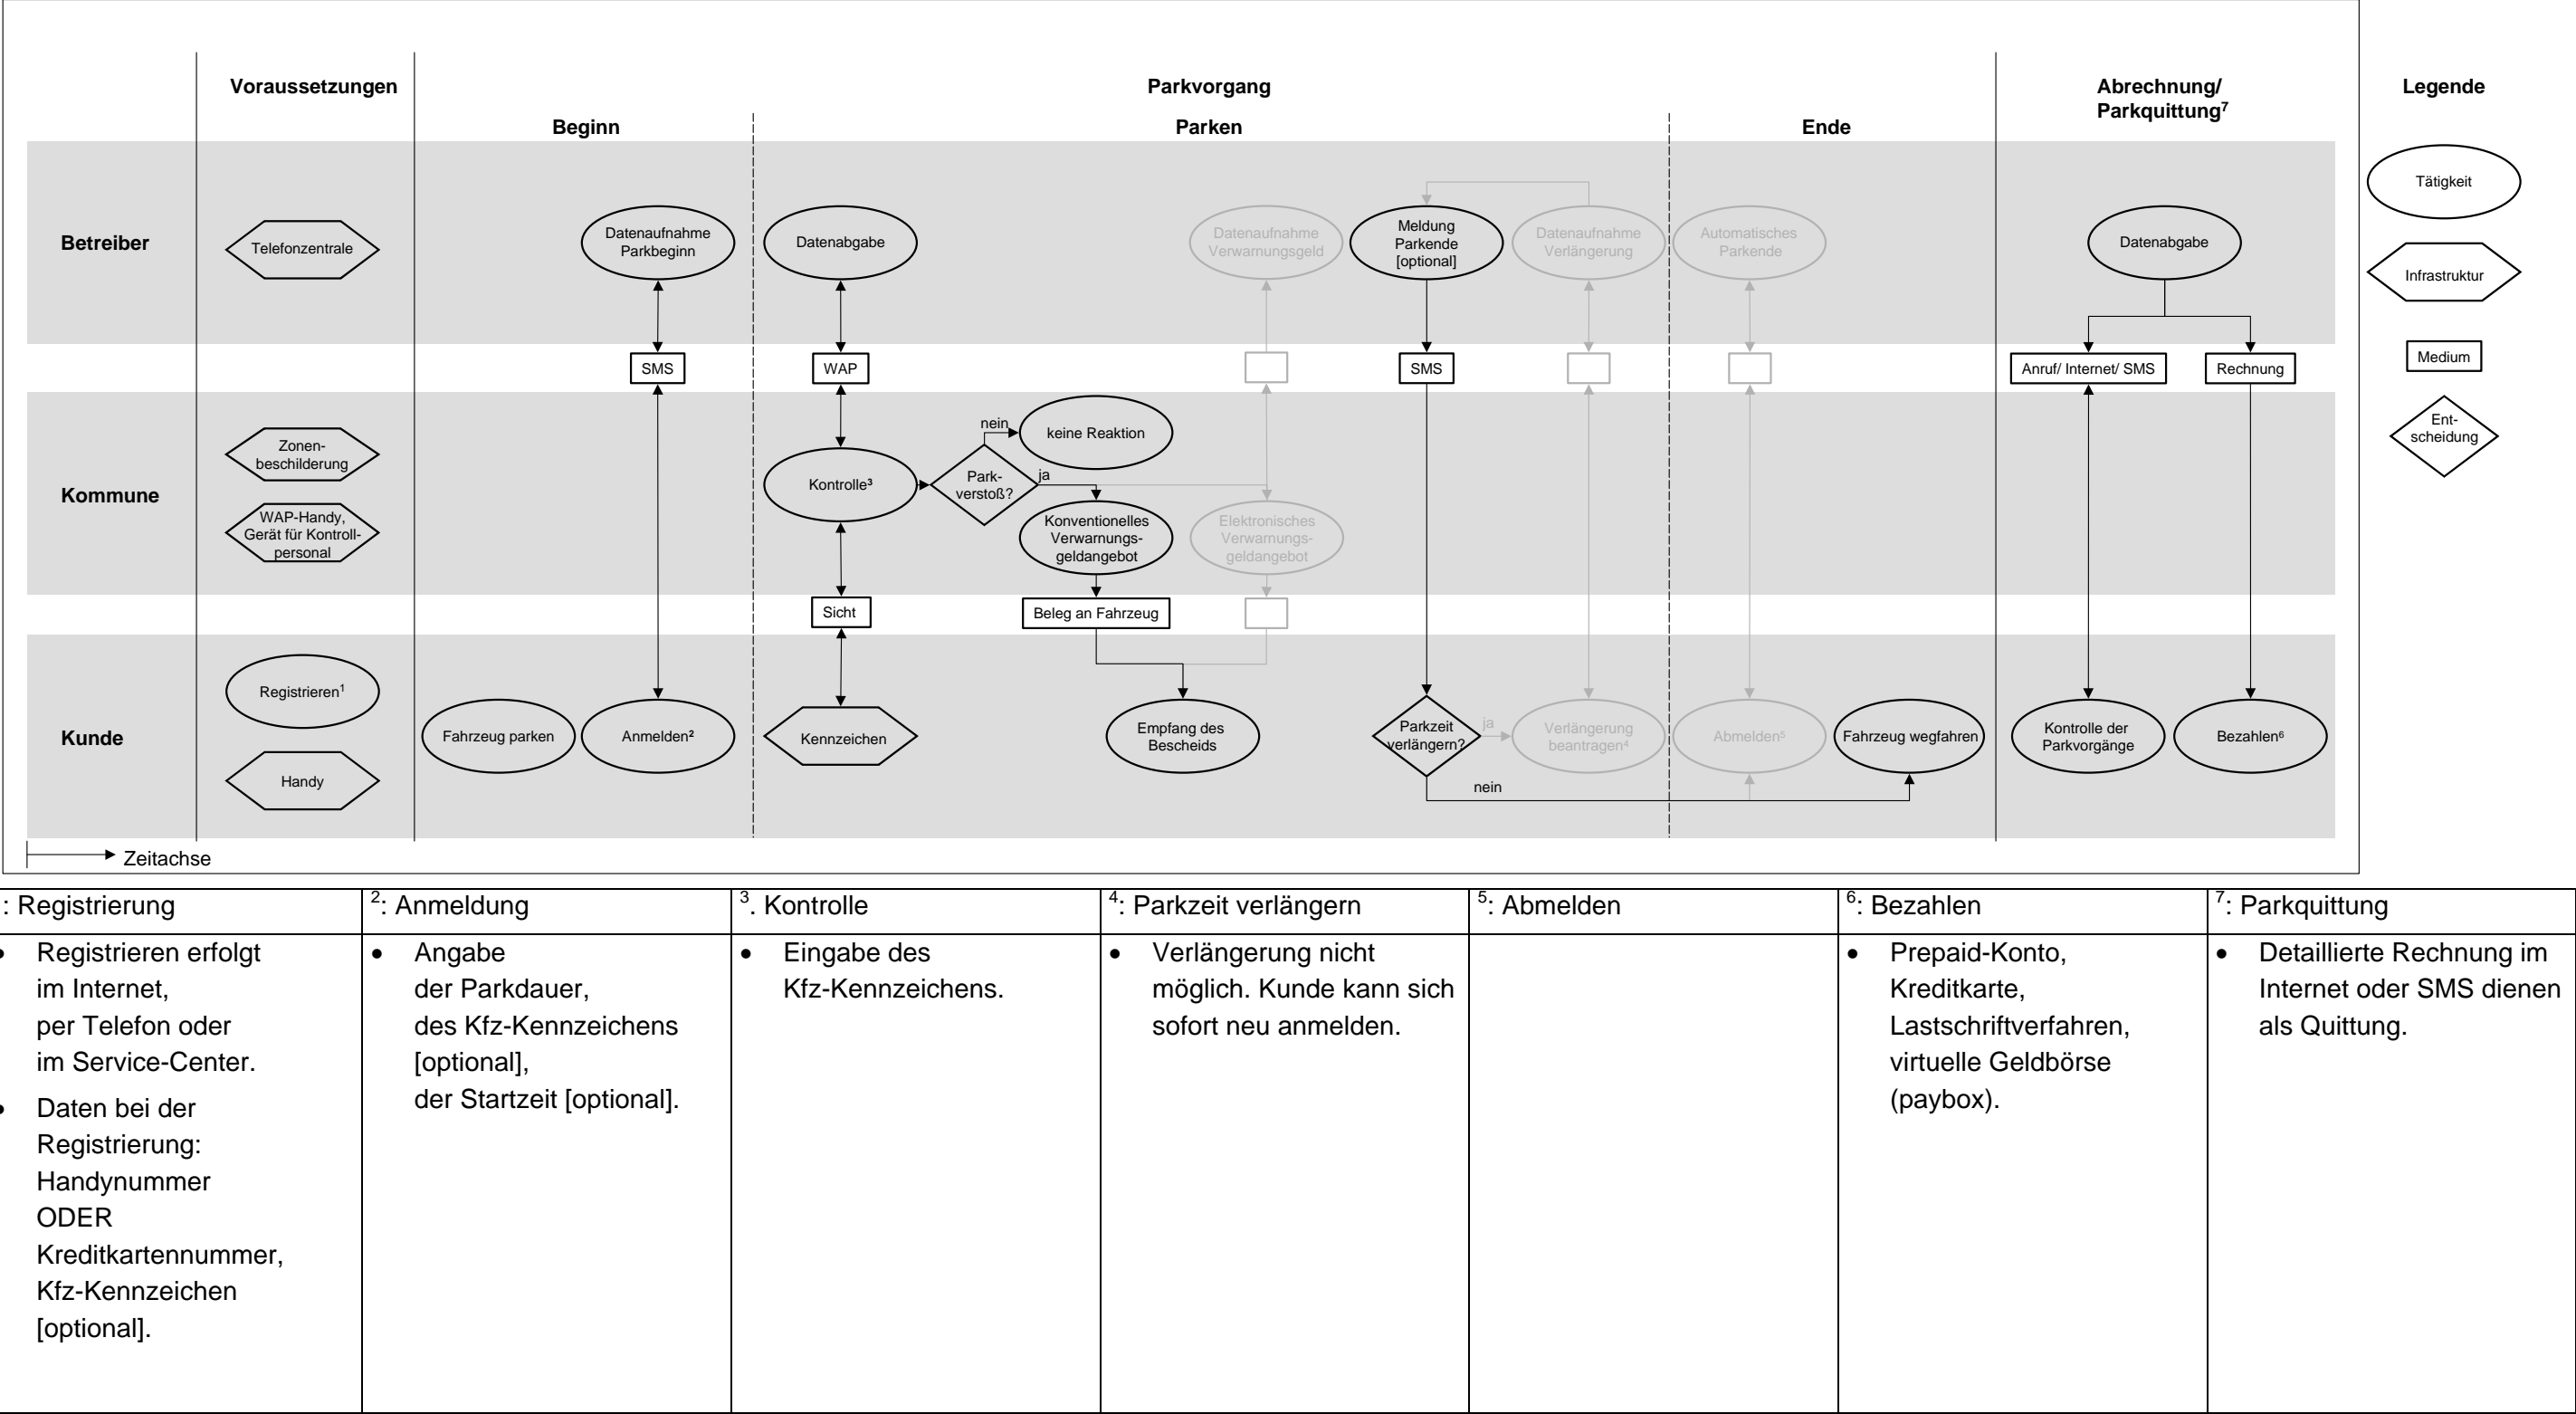 Voraussetzungen
Parkvorgang
Abrechnung/
Parkquittung⁷
Legende
Beginn
Parken
Ende
Betreiber
Telefonzentrale
Datenaufnahme
Parkbeginn
Datenabgabe
Datenaufnahme
Verwarnungsgeld
Meldung
Parkende
[optional]
Datenaufnahme
Verlängerung
Automatisches
Parkende
Datenabgabe
Tätigkeit
Infrastruktur
Medium
Ent-
scheidung
SMS
WAP
SMS
Anruf/ Internet/ SMS
Rechnung
Kommune
Zonen-
beschilderung
WAP-Handy,
Gerät für Kontroll-
personal
Kontrolle³
Park-
verstoß?
nein
keine Reaktion
ja
Konventionelles
Verwarnungs-
geldangebot
Elektronisches
Verwarnungs-
geldangebot
Sicht
Beleg an Fahrzeug
Kunde
Registrieren¹
Handy
Fahrzeug parken
Anmelden²
Kennzeichen
Empfang des
Bescheids
Parkzeit
verlängern?
ja
nein
Verlängerung
beantragen⁴
Abmelden⁵
Fahrzeug wegfahren
Kontrolle der
Parkvorgänge
Bezahlen⁶
Zeitachse
: Registrierung
• Registrieren erfolgt
im Internet,
per Telefon oder
im Service-Center.
• Daten bei der
Registrierung:
Handynummer
ODER
Kreditkartennummer,
Kfz-Kennzeichen
[optional].
²: Anmeldung
• Angabe
der Parkdauer,
des Kfz-Kennzeichens
[optional],
der Startzeit [optional].
³. Kontrolle
• Eingabe des
Kfz-Kennzeichens.
⁴: Parkzeit verlängern
• Verlängerung nicht
möglich. Kunde kann sich
sofort neu anmelden.
⁵: Abmelden
⁶: Bezahlen
• Prepaid-Konto,
Kreditkarte,
Lastschriftverfahren,
virtuelle Geldbörse
(paybox).
⁷: Parkquittung
• Detaillierte Rechnung im
Internet oder SMS dienen
als Quittung.